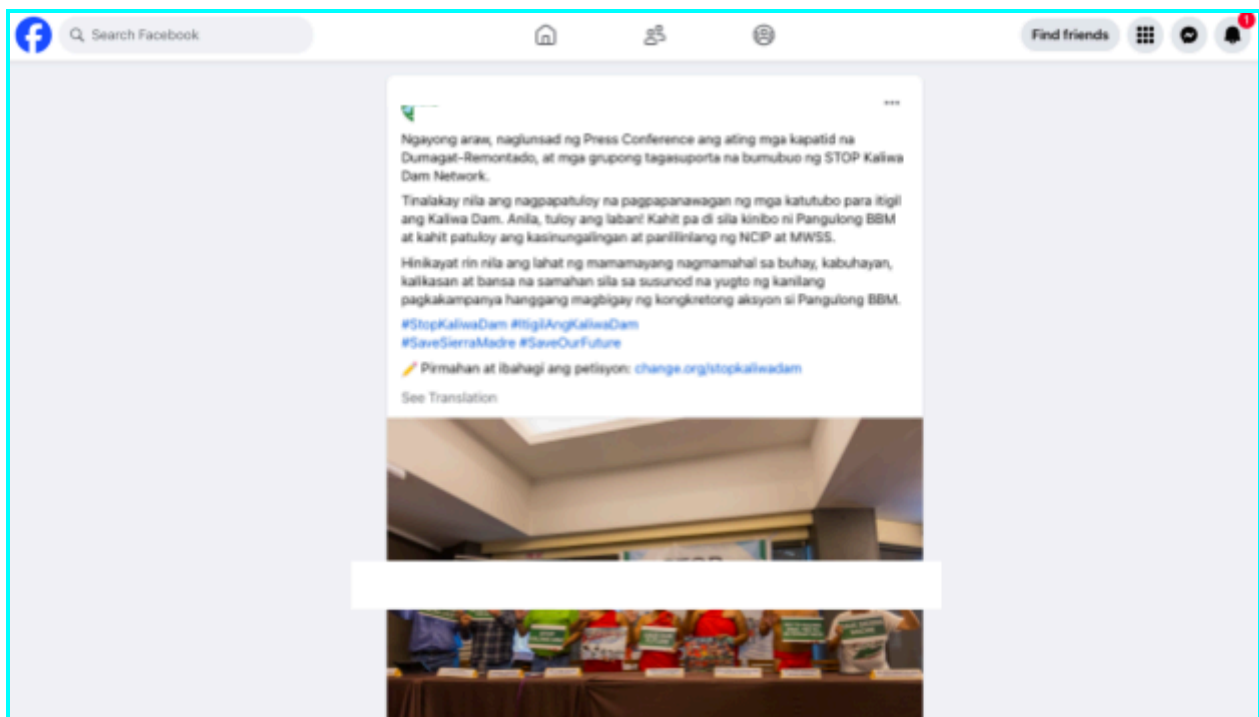 Search Facebook
Find friends
1
Ngayong araw, naglunsad ng Press Conference ang ating mga kapatid na
Dumagat-Remontado, at mga grupong tagasuporta na bumubuo ng STOP Kaliwa
Dam Network.
Tinalakay nila ang nagpapatuloy na pagpapanawagan ng mga katutubo para itigil
ang Kaliwa Dam. Anila, tuloy ang laban! Kahit pa di sila kinibo ni Pangulong BBM
at kahit patuloy ang kasinungalingan at panlilinlang ng NCIP at MWSS.
Hinikayat rin nila ang lahat ng mamamayang nagmamahal sa buhay, kabuhayan,
kalikasan at bansa na samahan sila sa susunod na yugto ng kanilang
pagkakampanya hanggang magbigay ng kongkretong aksyon si Pangulong BBM.
#StopKaliwaDam #ItigilAngKaliwaDam
#SaveSierraMadre #SaveOurFuture
Pirmahan at ibahagi ang petisyon: change.org/stopkaliwadam
See Translation